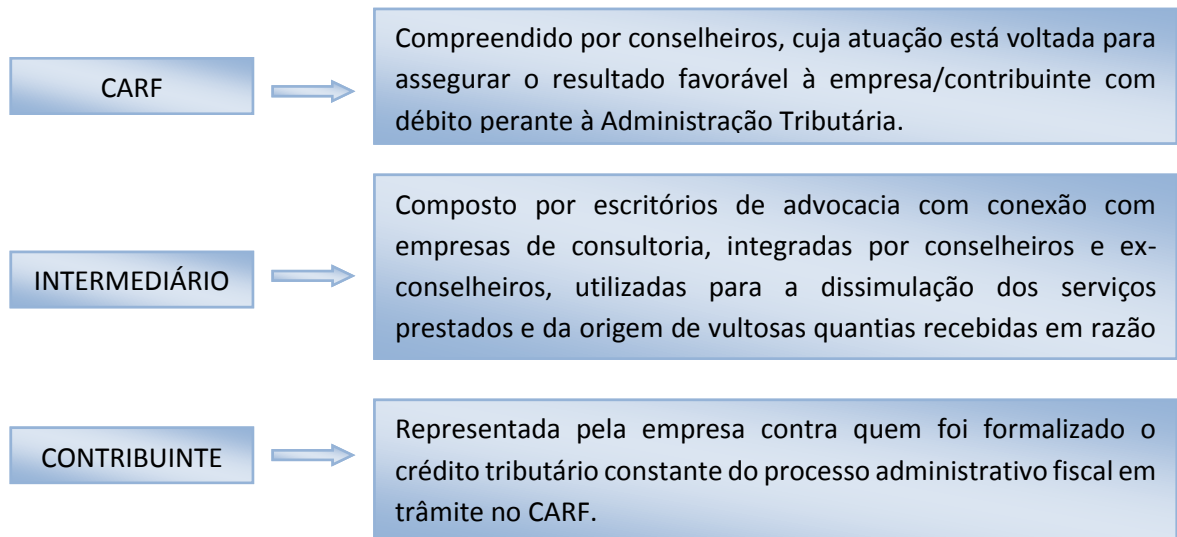 CARF
Compreendido por conselheiros, cuja atuação está voltada para
assegurar o resultado favorável à empresa/contribuinte com
débito perante à Administração Tributária.
INTERMEDIÁRIO
Composto por escritórios de advocacia com conexão com
empresas de consultoria, integradas por conselheiros e ex-
conselheiros, utilizadas para a dissimulação dos serviços
prestados e da origem de vultosas quantias recebidas em razão
CONTRIBUINTE
Representada pela empresa contra quem foi formalizado o
crédito tributário constante do processo administrativo fiscal em
trâmite no CARF.